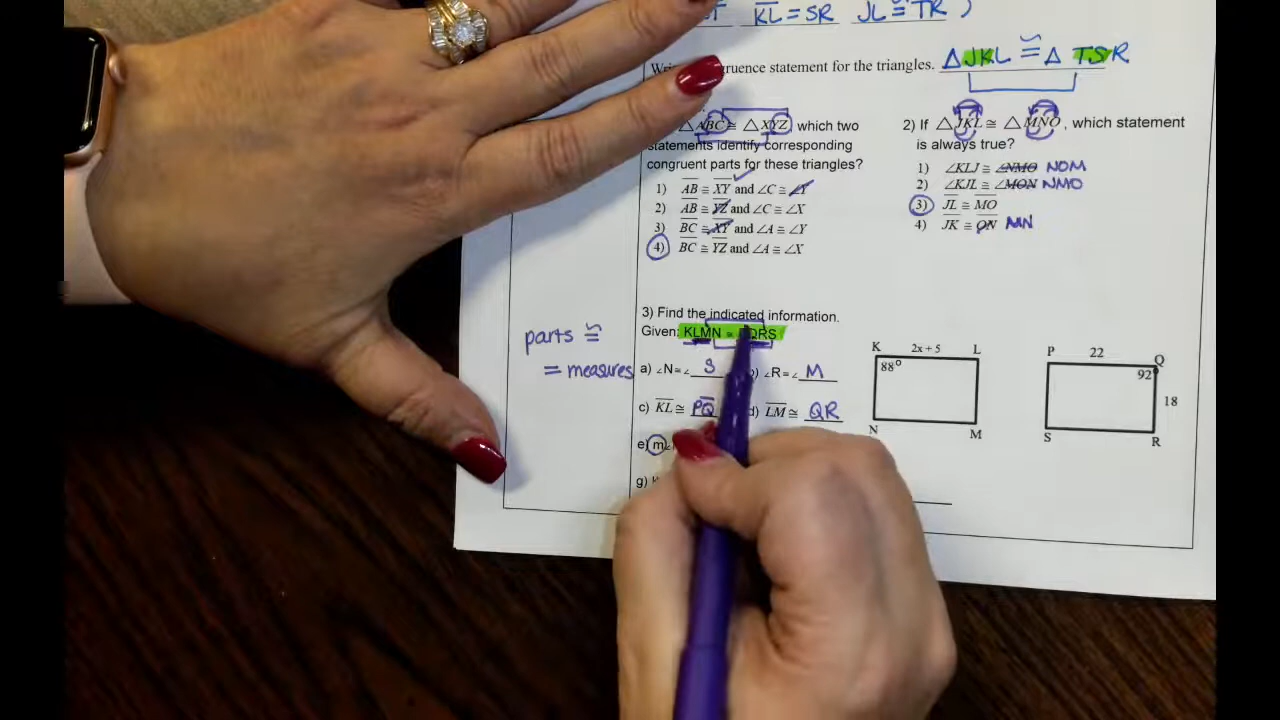 KL = SR JL ≅ TR )
congruence statement for the triangles. △JKL ≅ △TSR
△ABC ≅ △XYZ, which two
statements identify corresponding
congruent parts for these triangles?
1) AB ≅ XY and ∠C ≅ ∠Y
2) AB ≅ YZ and ∠C ≅ ∠X
3) BC ≅ XY and ∠A ≅ ∠Y
4) BC ≅ YZ and ∠A ≅ ∠X
2) If △JKL ≅ △MNO, which statement
is always true?
1) ∠KLJ ≅ ∠NMO NOM
2) ∠KJL ≅ ∠MON NMO
3) JL ≅ MO
4) JK ≅ ON MN
3) Find the indicated information.
Given: KLMN ≅ QRS
parts ≅
= measures
a) ∠N = ∠ S
∠R = ∠ M
c) KL ≅ PQ
d) LM ≅ QR
e) m∠
g)
K 2x + 5 L
88°
N M
P 22 Q
92°
18
S R